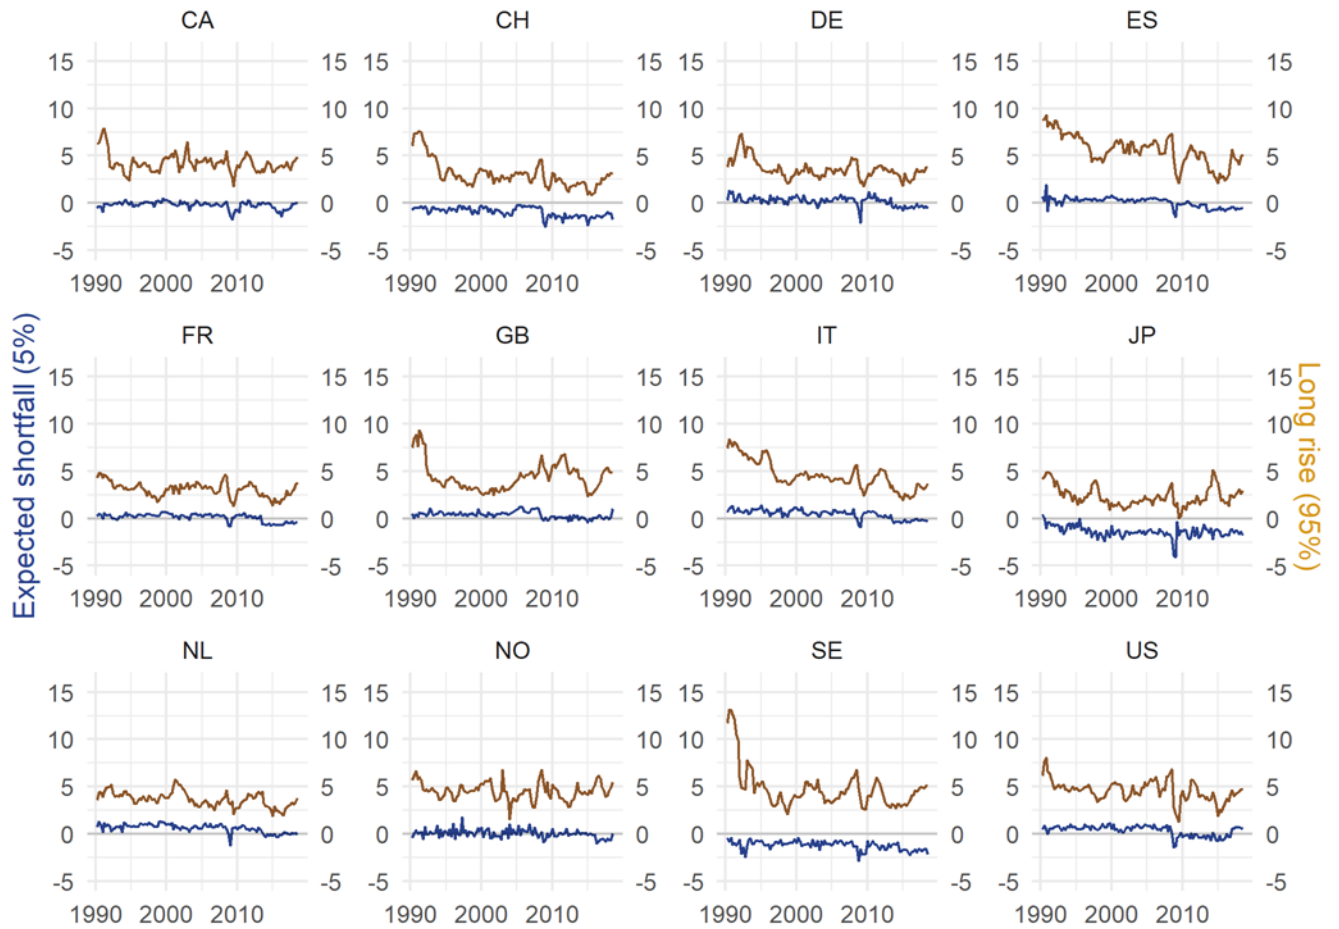 CA CH DE ES
15 15 15 15 15 15 15 15
10 10 10 10 10 10 10 10
5 5 5 5 5 5 5 5
0 0 0 0 0 0 0 0
-5 -5 -5 -5 -5 -5 -5 -5
1990 2000 2010 1990 2000 2010 1990 2000 2010 1990 2000 2010
Expected shortfall (5%)
FR GB IT JP
15 15 15 15 15 15 15 15
10 10 10 10 10 10 10 10
5 5 5 5 5 5 5 5
0 0 0 0 0 0 0 0
-5 -5 -5 -5 -5 -5 -5 -5
1990 2000 2010 1990 2000 2010 1990 2000 2010 1990 2000 2010
Long rise (95%)
NL NO SE US
15 15 15 15 15 15 15 15
10 10 10 10 10 10 10 10
5 5 5 5 5 5 5 5
0 0 0 0 0 0 0 0
-5 -5 -5 -5 -5 -5 -5 -5
1990 2000 2010 1990 2000 2010 1990 2000 2010 1990 2000 2010